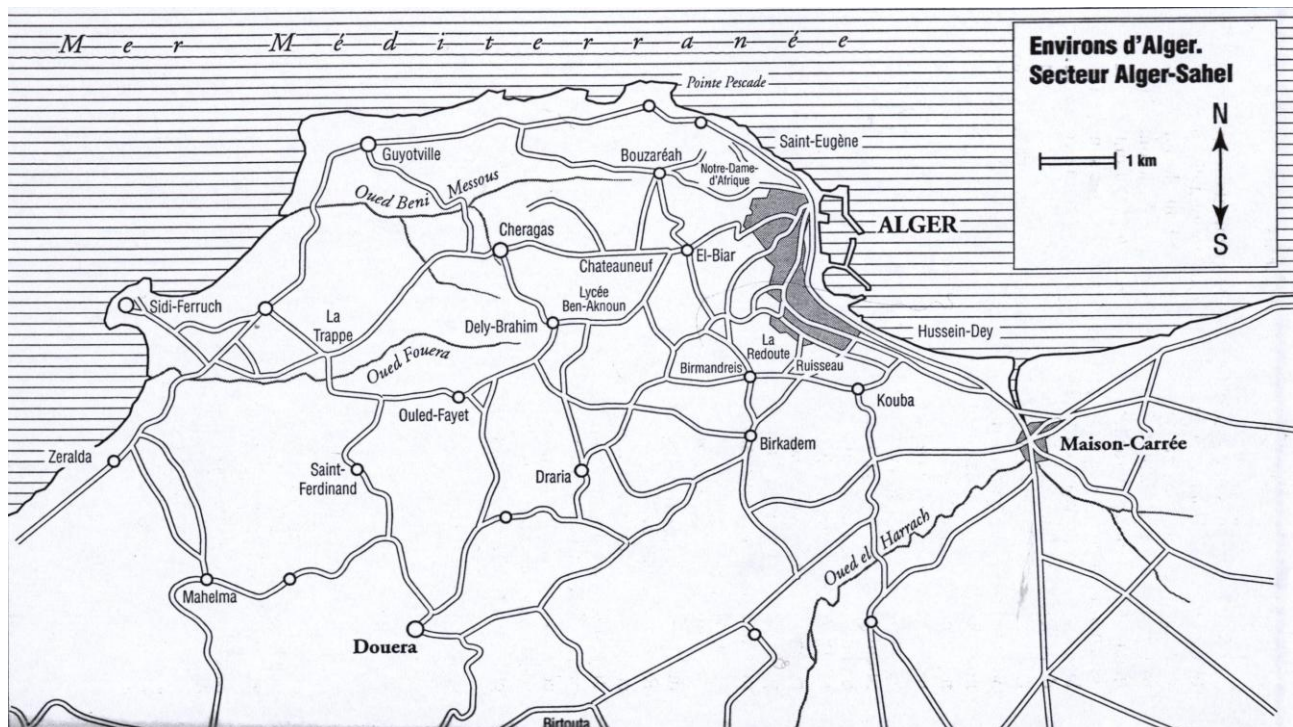 Mer Méditerranée
Environs d'Alger.
Secteur Alger-Sahel
N
1 km
S
Pointe Pescade
Saint-Eugène
Guyotville
Bouzaréah
Notre-Dame-
d'Afrique
Oued Beni Messous
ALGER
Cheragas
Chateauneuf
El-Biar
Sidi-Ferruch
La
Trappe
Lycée
Ben-Aknoun
Dely-Brahim
Hussein-Dey
La
Redoute
Oued Fouera
Birmandreis
Ruisseau
Ouled-Fayet
Kouba
Birkadem
Maison-Carrée
Zeralda
Saint-
Ferdinand
Draria
Oued el Harrach
Mahelma
Douera
Birtouta